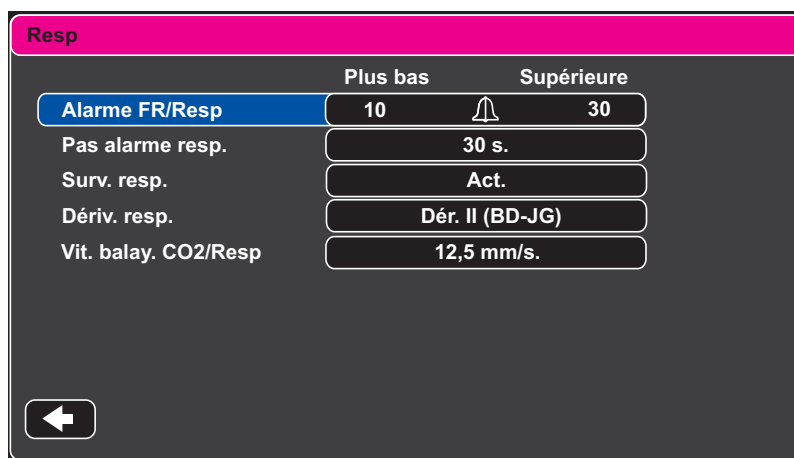 Resp
Plus bas Supérieure
Alarme FR/Resp 10 30
Pas alarme resp. 30 s.
Surv. resp. Act.
Dériv. resp. Dér. II (BD-JG)
Vit. balay. CO2/Resp 12,5 mm/s.